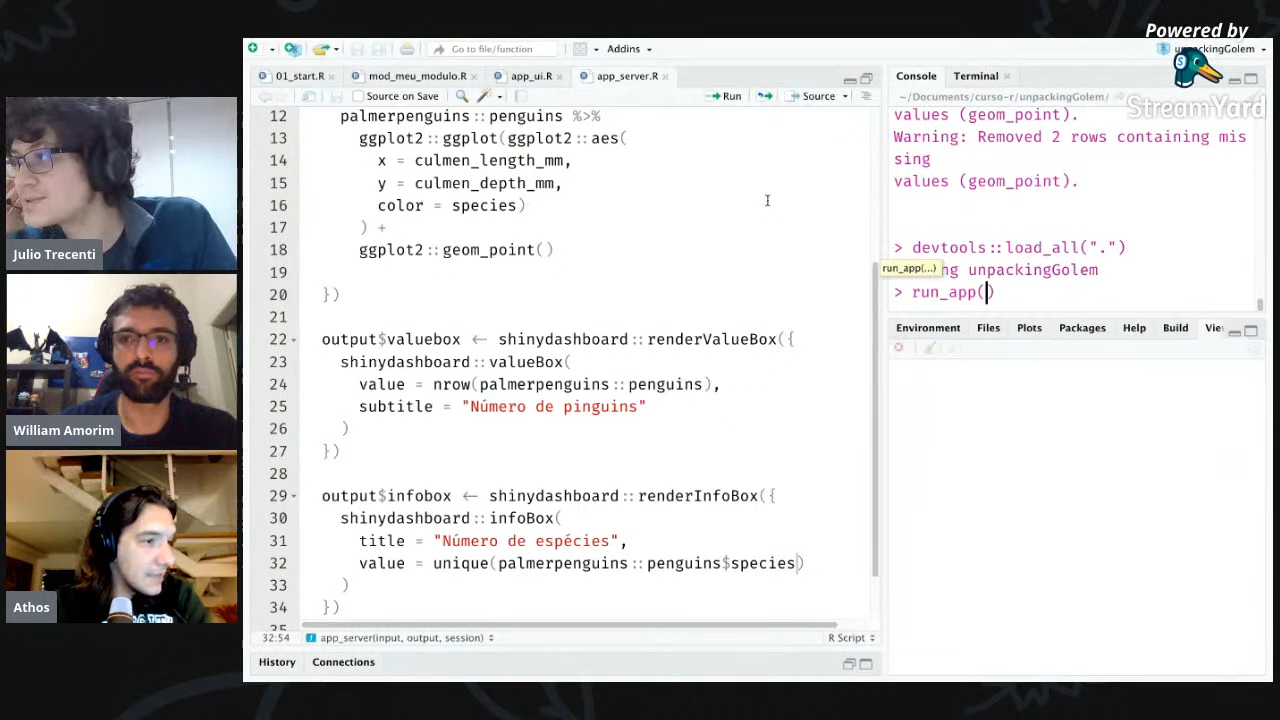 Powered by
StreamYard
Julio Trecenti
William Amorim
Athos
Go to file/function
Addins
unpackingGolem
01_start.R
mod_meu_modulo.R
app_ui.R
app_server.R
Source on Save
Run
Source
12 palmerpenguins::penguins %>%
13 ggplot2::ggplot(ggplot2::aes(
14 x = culmen_length_mm,
15 y = culmen_depth_mm,
16 color = species)
17 ) +
18 ggplot2::geom_point()
19
20 })
21
22 output$valuebox <- shinydashboard::renderValueBox({
23 shinydashboard::valueBox(
24 value = nrow(palmerpenguins::penguins),
25 subtitle = "Número de pinguins"
26 )
27 })
28
29 output$infobox <- shinydashboard::renderInfoBox({
30 shinydashboard::infoBox(
31 title = "Número de espécies",
32 value = unique(palmerpenguins::penguins$species)
33 )
34 })
35
32:54
app_server(input, output, session)
R Script
History
Connections
Console
Terminal
~/Documents/curso-r/unpackingGolem/
values (geom_point).
Warning: Removed 2 rows containing mis
sing
values (geom_point).
> devtools::load_all(".")
run_app(...)
ng unpackingGolem
> run_app()
Environment
Files
Plots
Packages
Help
Build
Vie